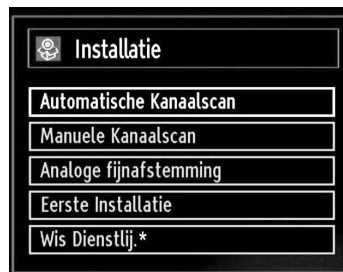 Installatie
Automatische Kanaalscan
Manuele Kanaalscan
Analoge fijnafstemming
Eerste Installatie
Wis Dienstlij.*